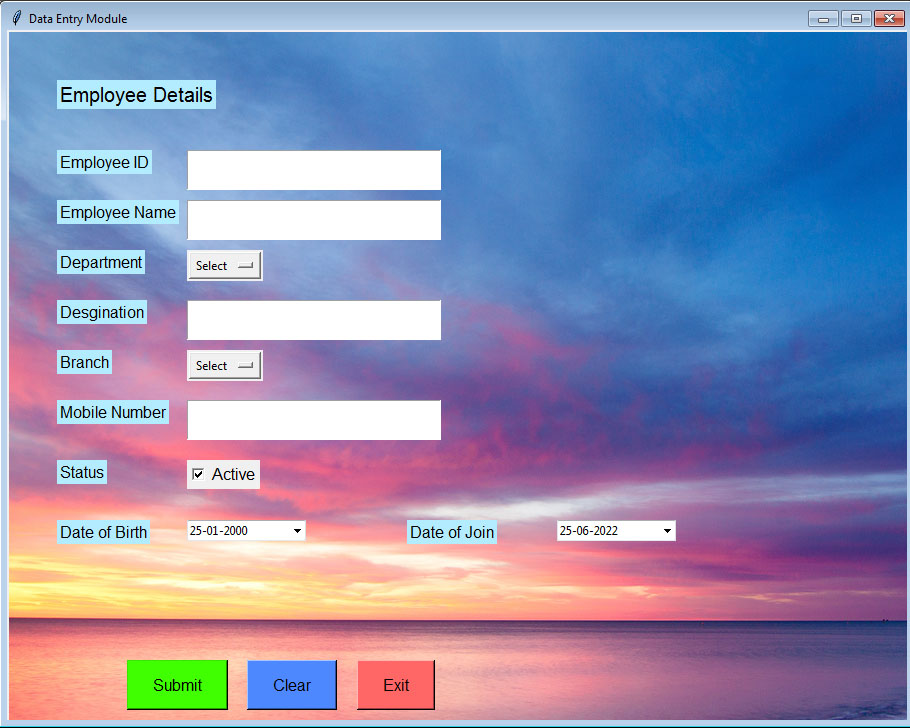 Data Entry Module
Employee Details
Employee ID
Employee Name
Department Select
Desgination
Branch Select
Mobile Number
Status Active
Date of Birth 25-01-2000 Date of Join 25-06-2022
Submit Clear Exit